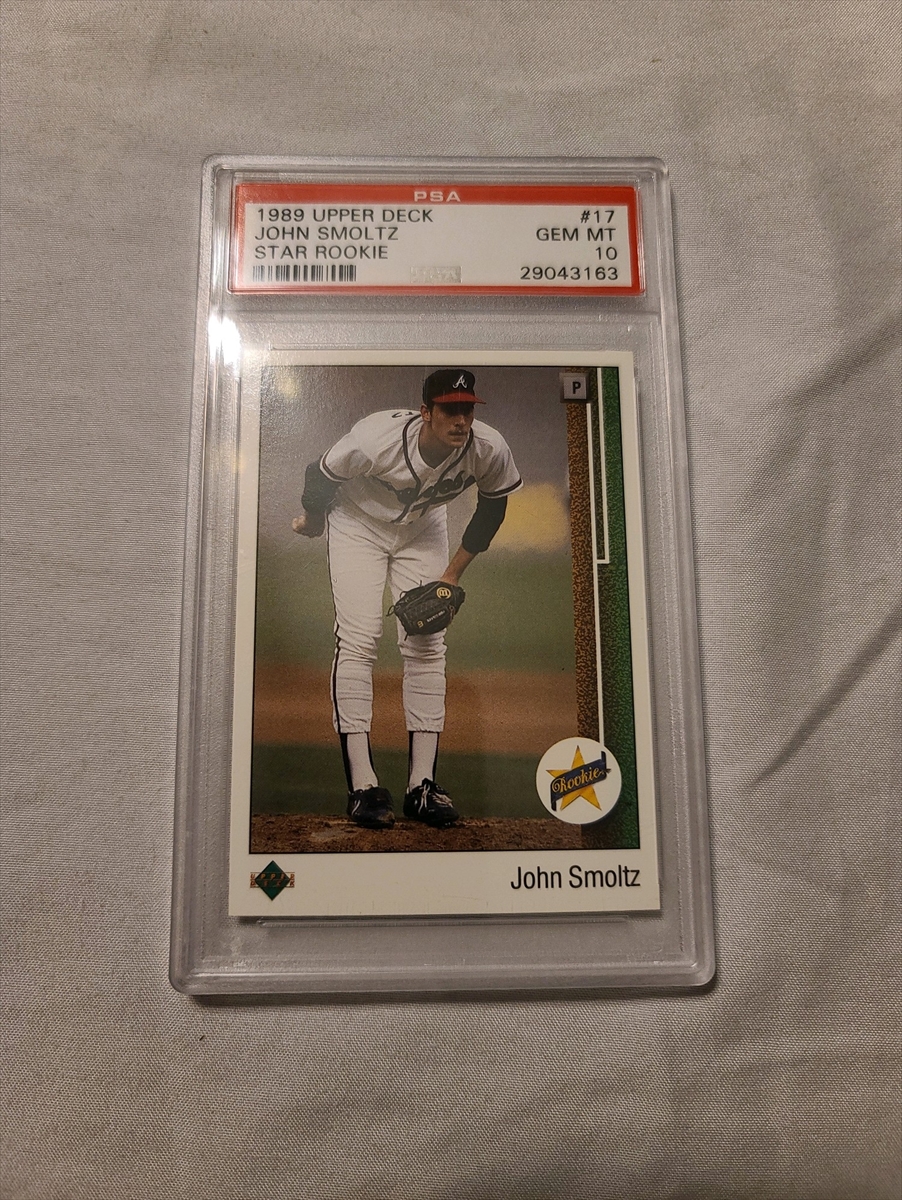 PSA
1989 UPPER DECK #17
JOHN SMOLTZ GEM MT
STAR ROOKIE 10
29043163
A
P
Rookie
John Smoltz